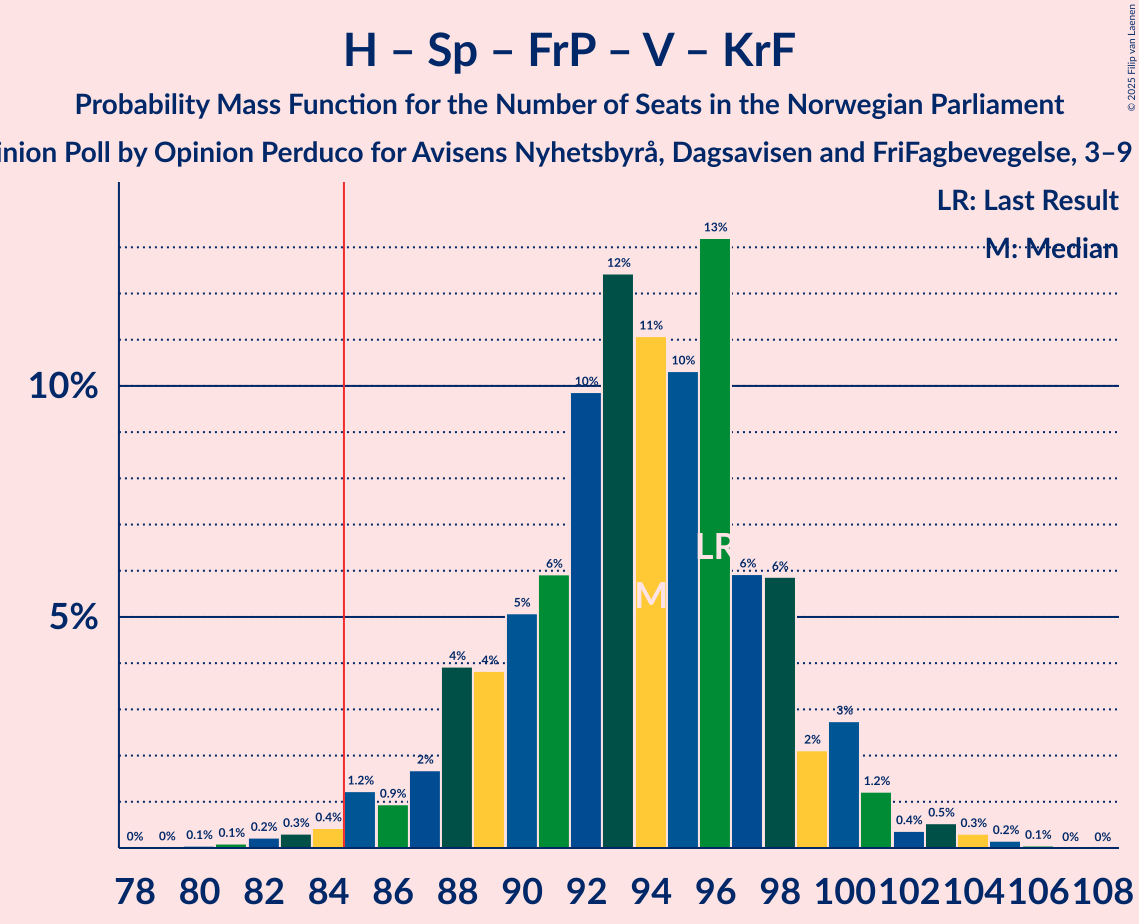 H – Sp – FrP – V – KrF
Probability Mass Function for the Number of Seats in the Norwegian Parliament
inion Poll by Opinion Perduco for Avisens Nyhetsbyrå, Dagsavisen and FriFagbevegelse, 3–9
© 2025 Filip van Laenen
LR: Last Result
M: Median
10%
5%
0% 0% 0.1% 0.1% 0.2% 0.3% 0.4% 1.2% 0.9% 2% 4% 4% 5% 6% 10% 12% 11% 10% 13% 6% 6% 2% 3% 1.2% 0.4% 0.5% 0.3% 0.2% 0.1% 0% 0%
LR
M
78 80 82 84 86 88 90 92 94 96 98 100 102 104 106 108